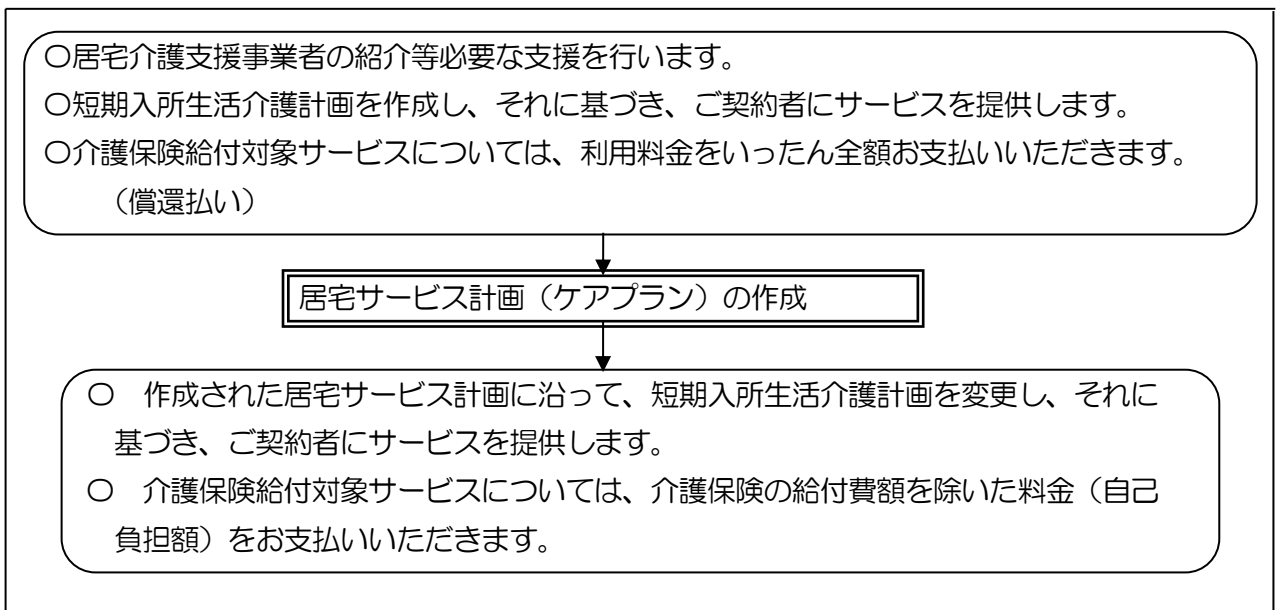 〇居宅介護支援事業者の紹介等必要な支援を行います。
〇短期入所生活介護計画を作成し、それに基づき、ご契約者にサービスを提供します。
〇介護保険給付対象サービスについては、利用料金をいったん全額お支払いいただきます。
（償還払い）
居宅サービス計画（ケアプラン）の作成
〇　作成された居宅サービス計画に沿って、短期入所生活介護計画を変更し、それに
基づき、ご契約者にサービスを提供します。
〇　介護保険給付対象サービスについては、介護保険の給付費額を除いた料金（自己
負担額）をお支払いいただきます。